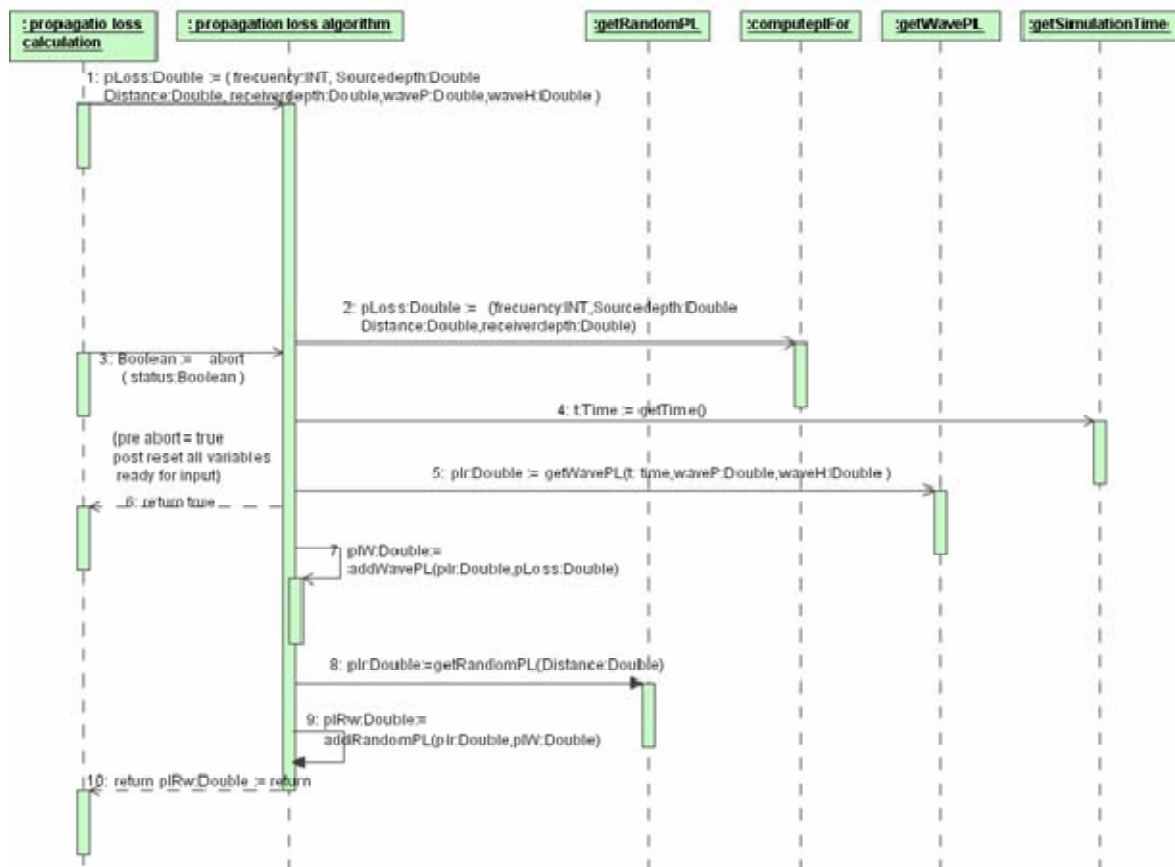 : propagatio loss
calculation
: propagation loss algorithm
:getRandomPL
:computeplFor
:getWavePL
:getSimulationTime
1: pLoss:Double := ( frecuency:INT, Sourcedepth:Double
Distance:Double, receiverdepth:Double,waveP:Double,waveH:Double )
2: pLoss:Double := (frecuency:INT,Sourcedepth:Double
Distance:Double,receiverdepth:Double)
3: Boolean := abort
( status:Boolean )
4: t:Time := getTime()
(pre abort = true
post reset all variables
ready for input)
5: plr:Double := getWavePL(t: time,waveP:Double,waveH:Double )
6: return true
7: plW:Double:=
:addWavePL(plr:Double,pLoss:Double)
8: plr:Double:=getRandomPL(Distance:Double)
9: plRw:Double:=
addRandomPL(plr:Double,plW:Double)
10: return plRw:Double := return